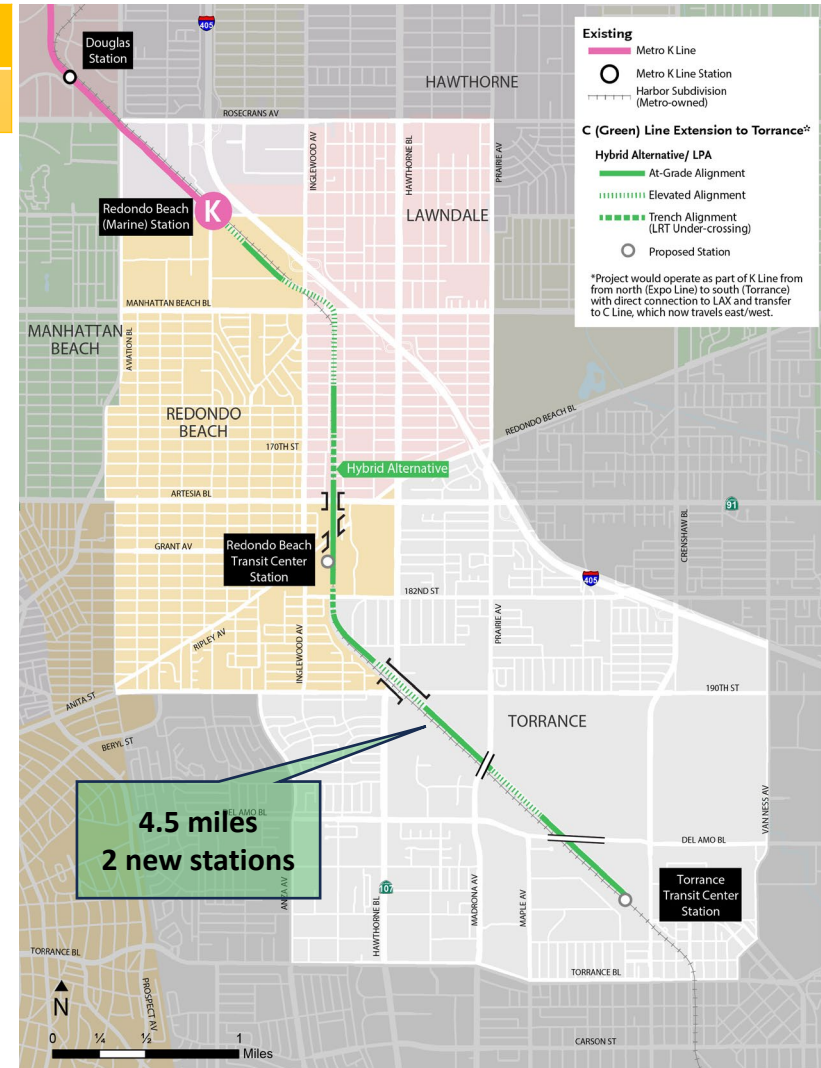 Douglas
Station
405
HAWTHORNE
ROSECRANS AV
INGLEWOOD AV
HAWTHORNE BL
PRAIRIE AV
Redondo Beach
(Marine) Station
K
LAWNDALE
MANHATTAN BEACH BL
MANHATTAN
BEACH
AVIATION BL
REDONDO
BEACH
REDONDO BEACH BL
170TH ST
Hybrid Alternative
ARTESIA BL
91
CRENSHAW BL
GRANT AV
Redondo Beach
Transit Center
Station
405
182ND ST
RIPLEY AV
INGLEWOOD AV
PRAIRIE AV
190TH ST
ANITA ST
BERYL ST
TORRANCE
4.5 miles
2 new stations
DEL AMO BL
DEL AMO BL
VAN NESS AV
ANZA AV
107
HAWTHORNE BL
MADRONA AV
MAPLE AV
Torrance
Transit Center
Station
TORRANCE BL
TORRANCE BL
PROSPECT AV
CARSON ST
N
0 ¼ ½ 1
Miles
Existing
Metro K Line
Metro K Line Station
Harbor Subdivision
(Metro-owned)
C (Green) Line Extension to Torrance*
Hybrid Alternative/ LPA
At-Grade Alignment
Elevated Alignment
Trench Alignment
(LRT Under-crossing)
Proposed Station
*Project would operate as part of K Line from
from north (Expo Line) to south (Torrance)
with direct connection to LAX and transfer
to C Line, which now travels east/west.